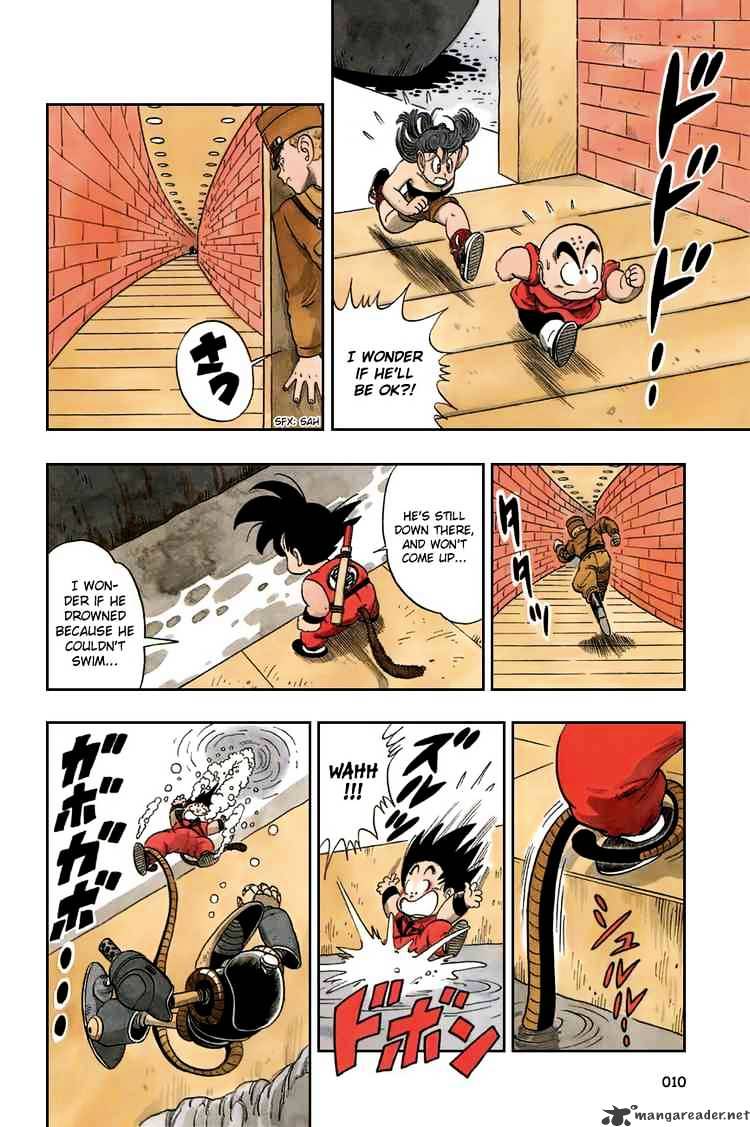 ドドドド・・
I WONDER
IF HE'LL
BE OK?!
さっ
SFX: SAH
タタタッ
HE'S STILL
DOWN THERE,
AND WON'T
COME UP...
I WON-
DER IF HE
DROWNED
BECAUSE HE
COULDN'T
SWIM...
シュルル・・
ズルッ
WAHH
!!!
ドボン
ガボガボ・・・・
010
mangareader.net